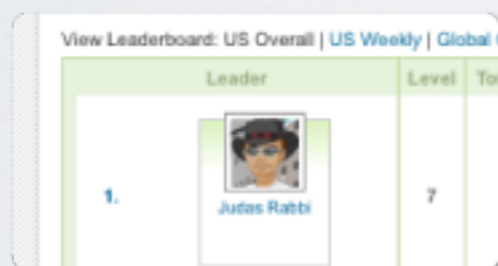 View Leaderboard: US Overall | US Weekly | Global
Leader Level
1. Judas Rabbi 7